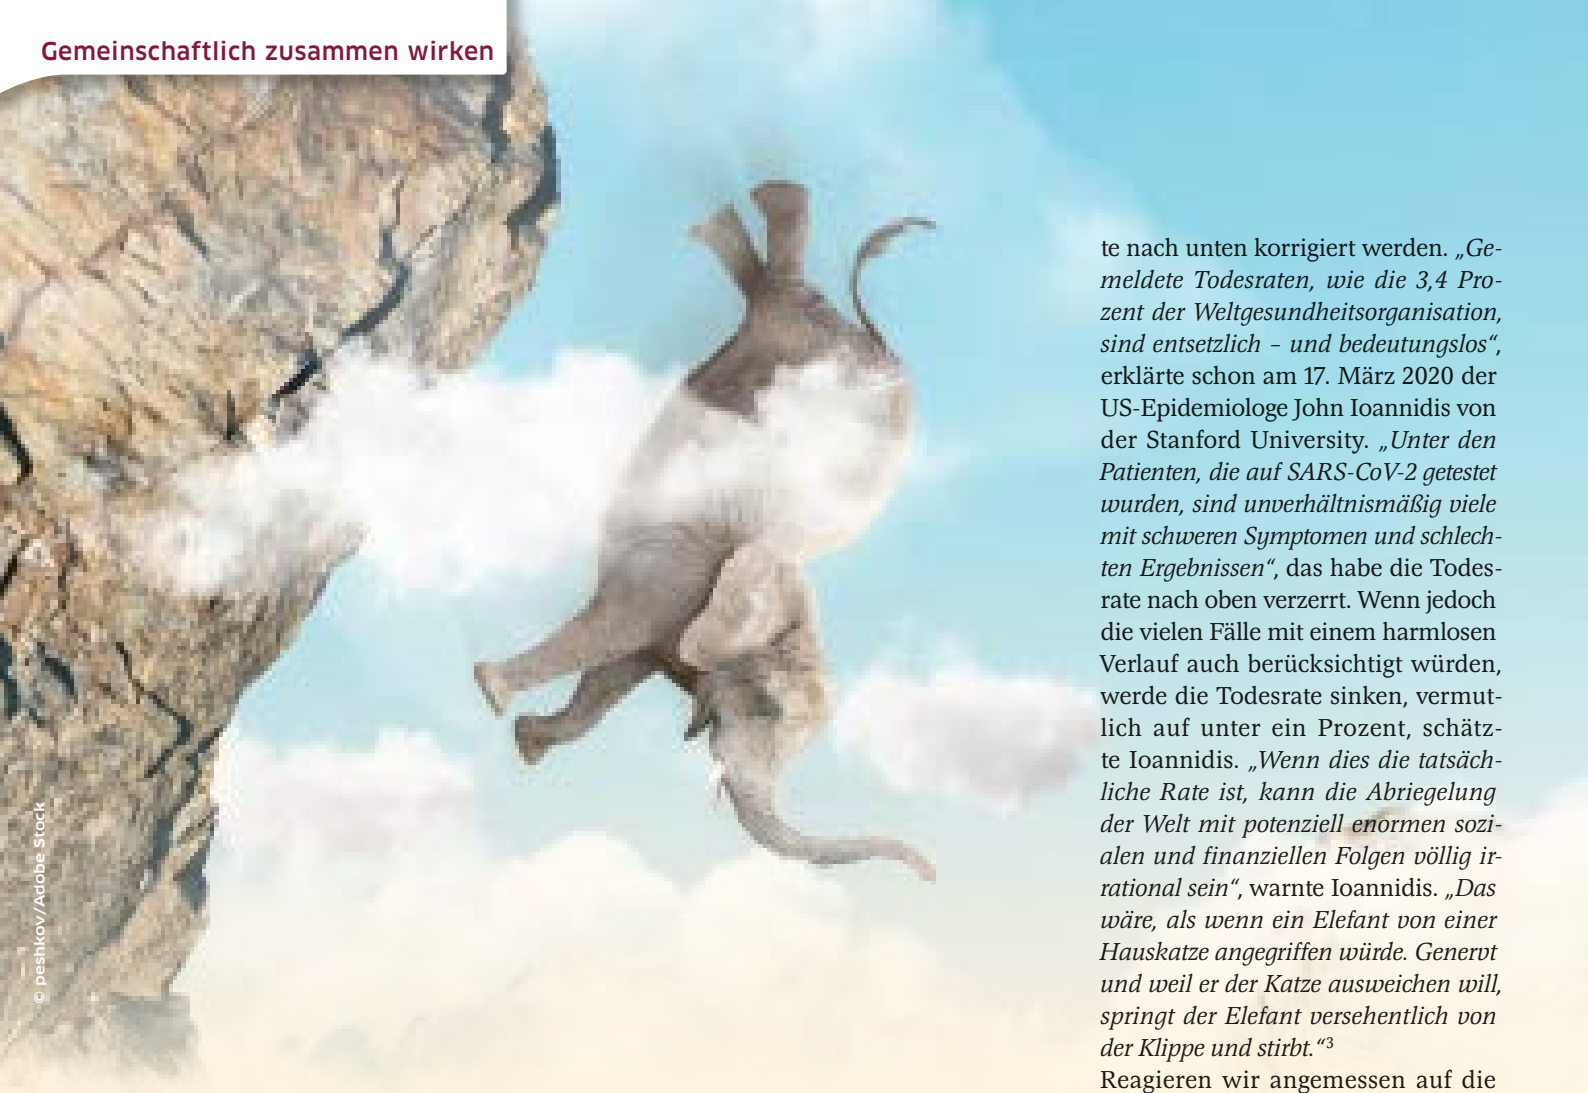 Gemeinschaftlich zusammen wirken
te nach unten korrigiert werden. „Ge-
meldete Todesraten, wie die 3,4 Pro-
zent der Weltgesundheitsorganisation,
sind entsetzlich – und bedeutungslos“,
erklärte schon am 17. März 2020 der
US-Epidemiologe John Ioannidis von
der Stanford University. „Unter den
Patienten, die auf SARS-CoV-2 getestet
wurden, sind unverhältnismäßig viele
mit schweren Symptomen und schlech-
ten Ergebnissen“, das habe die Todes-
rate nach oben verzerrt. Wenn jedoch
die vielen Fälle mit einem harmlosen
Verlauf auch berücksichtigt würden,
werde die Todesrate sinken, vermut-
lich auf unter ein Prozent, schätz-
te Ioannidis. „Wenn dies die tatsäch-
liche Rate ist, kann die Abriegelung
der Welt mit potenziell enormen sozi-
alen und finanziellen Folgen völlig ir-
rational sein“, warnte Ioannidis. „Das
wäre, als wenn ein Elefant von einer
Hauskatze angegriffen würde. Genervt
und weil er der Katze ausweichen will,
springt der Elefant versehentlich von
der Klippe und stirbt.“³
Reagieren wir angemessen auf die
© peshkov/Adobe Stock